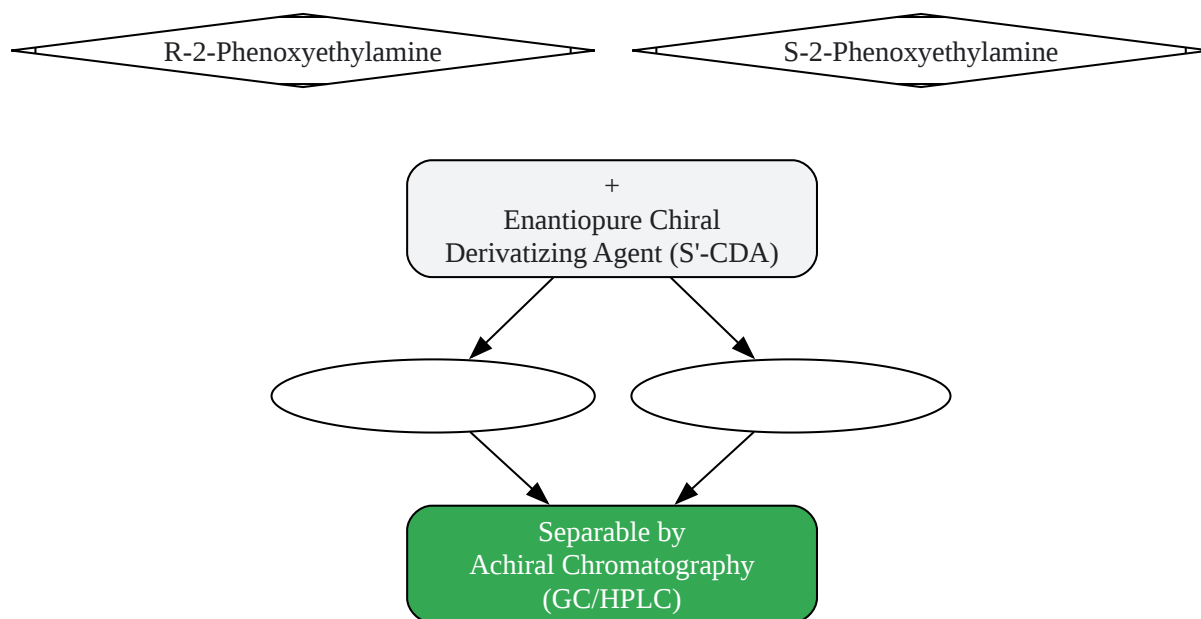 R-2-Phenoxyethylamine
S-2-Phenoxyethylamine
+
Enantiopure Chiral
Derivatizing Agent (S'-CDA)
Separable by
Achiral Chromatography
(GC/HPLC)